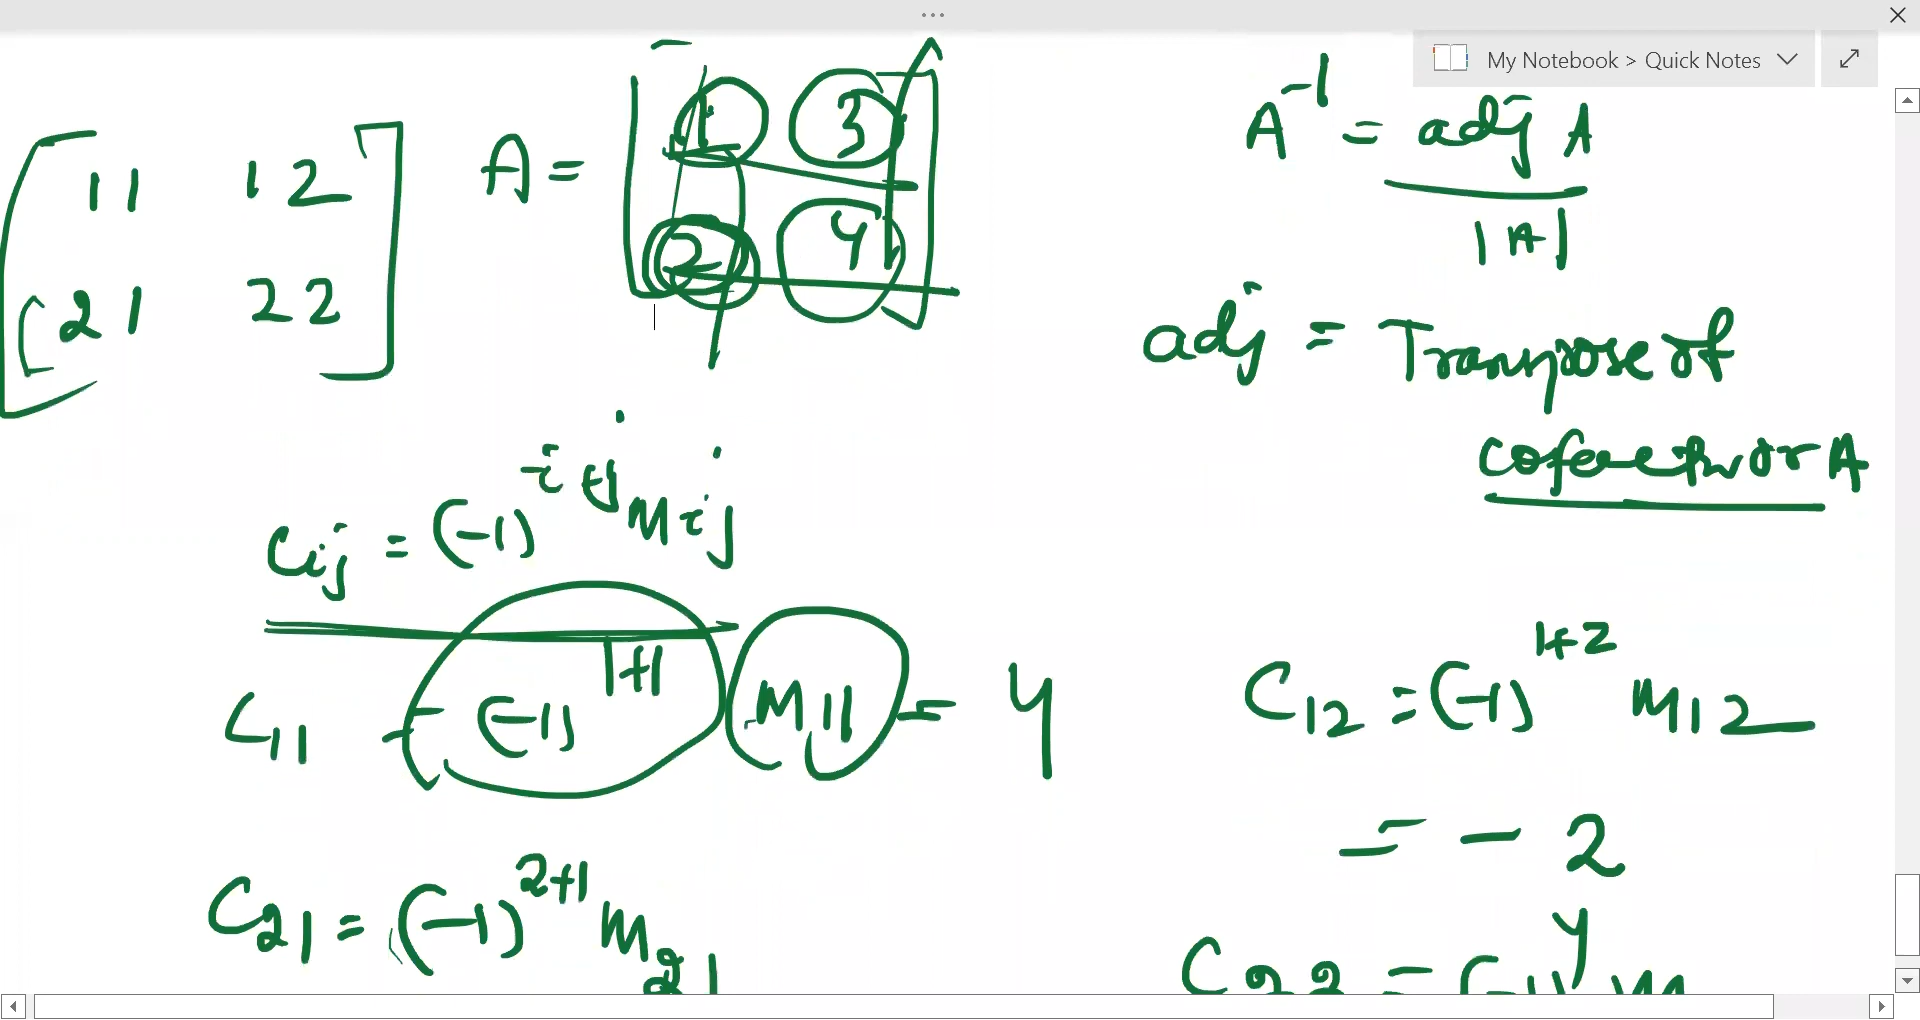 My Notebook > Quick Notes
11 12
21 22
A = [1 3
2 4]
A⁻¹ = adj A
|A|
adj = Transpose of
A
Cij = (-1)^i+j Mij
C11 = (-1)^1+1 M11 = 4
C12 = (-1)^1+2 M12
= - 2
C21 = (-1)^2+1 M21
C22 = (-1)^4 M